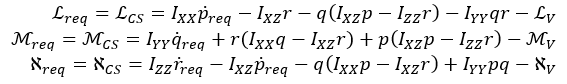 ℒ_req = ℒ_CS = I_XX ṗ_req − I_XZ r − q(I_XZ p − I_ZZ r) − I_YY qr − ℒ_V
ℳ_req = ℳ_CS = I_YY q̇_req + r(I_XX q − I_XZ r) + p(I_XZ p − I_ZZ r) − ℳ_V
ℵ_req = ℵ_CS = I_ZZ ṙ_req − I_XZ ṗ_req − q(I_XX p − I_XZ r) + I_YY pq − ℵ_V